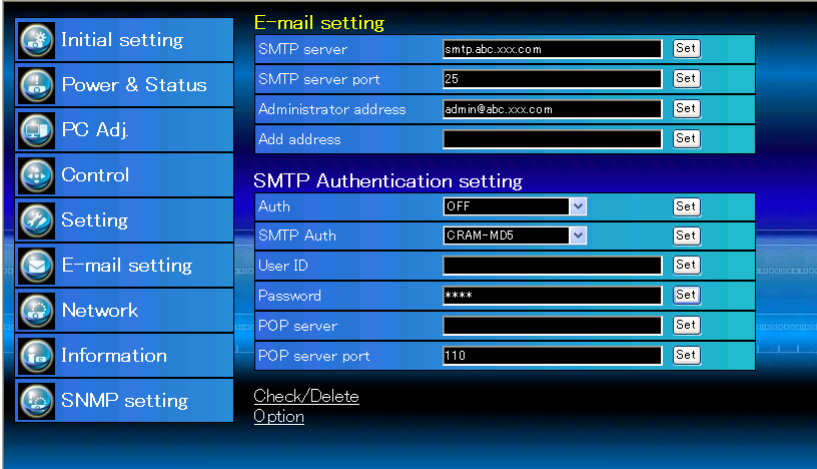 Initial setting
Power & Status
PC Adj.
Control
Setting
E-mail setting
Network
Information
SNMP setting
E-mail setting
SMTP server smtp.abc.xxx.com Set
SMTP server port 25 Set
Administrator address admin@abc.xxx.com Set
Add address Set
SMTP Authentication setting
Auth OFF Set
SMTP Auth CRAM-MD5 Set
User ID Set
Password **** Set
POP server Set
POP server port 110 Set
Check/Delete
Option